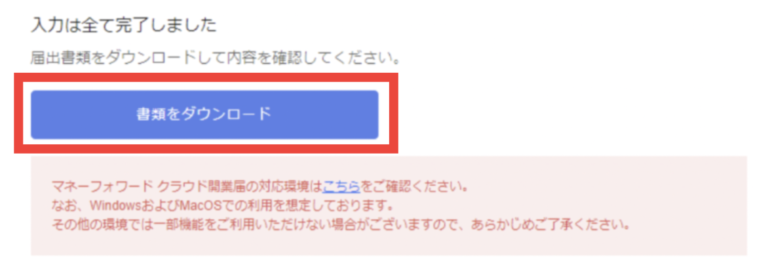 入力は全て完了しました
届出書類をダウンロードして内容を確認してください。
書類をダウンロード
マネーフォワード クラウド開業届の対応環境はこちらをご確認ください。
なお、WindowsおよびMacOSでの利用を想定しております。
その他の環境では一部機能をご利用いただけない場合がございますので、あらかじめご了承ください。